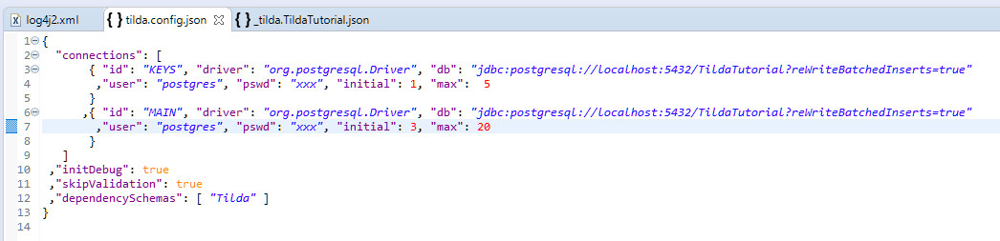 log4j2.xml tilda.config.json _tilda.TildaTutorial.json
1 {
2 "connections": [
3 { "id": "KEYS", "driver": "org.postgresql.Driver", "db": "jdbc:postgresql://localhost:5432/TildaTutorial?reWriteBatchedInserts=true"
4 ,"user": "postgres", "pswd": "xxx", "initial": 1, "max":  5
5 }
6 ,{ "id": "MAIN", "driver": "org.postgresql.Driver", "db": "jdbc:postgresql://localhost:5432/TildaTutorial?reWriteBatchedInserts=true"
7 ,"user": "postgres", "pswd": "xxx", "initial": 3, "max": 20
8 }
9 ]
10 ,"initDebug": true
11 ,"skipValidation": true
12 ,"dependencySchemas": [ "Tilda" ]
13 }
14